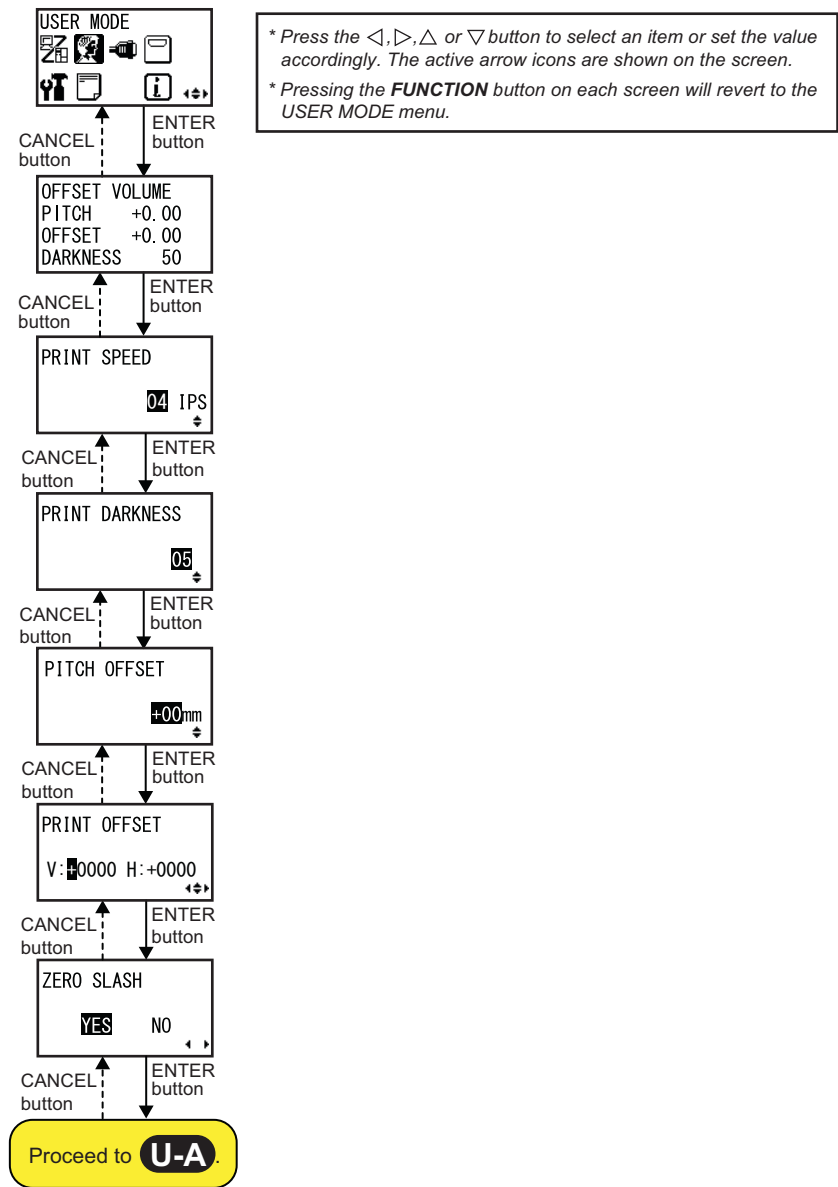 USER MODE
* Press the ◁,▷,△ or ▽ button to select an item or set the value
accordingly. The active arrow icons are shown on the screen.
* Pressing the FUNCTION button on each screen will revert to the
USER MODE menu.
CANCEL
button
ENTER
button
OFFSET VOLUME
PITCH +0.00
OFFSET +0.00
DARKNESS 50
CANCEL
button
ENTER
button
PRINT SPEED
04 IPS
CANCEL
button
ENTER
button
PRINT DARKNESS
05
CANCEL
button
ENTER
button
PITCH OFFSET
+00mm
CANCEL
button
ENTER
button
PRINT OFFSET
V:+0000 H:+0000
CANCEL
button
ENTER
button
ZERO SLASH
YES NO
CANCEL
button
ENTER
button
Proceed to U-A.